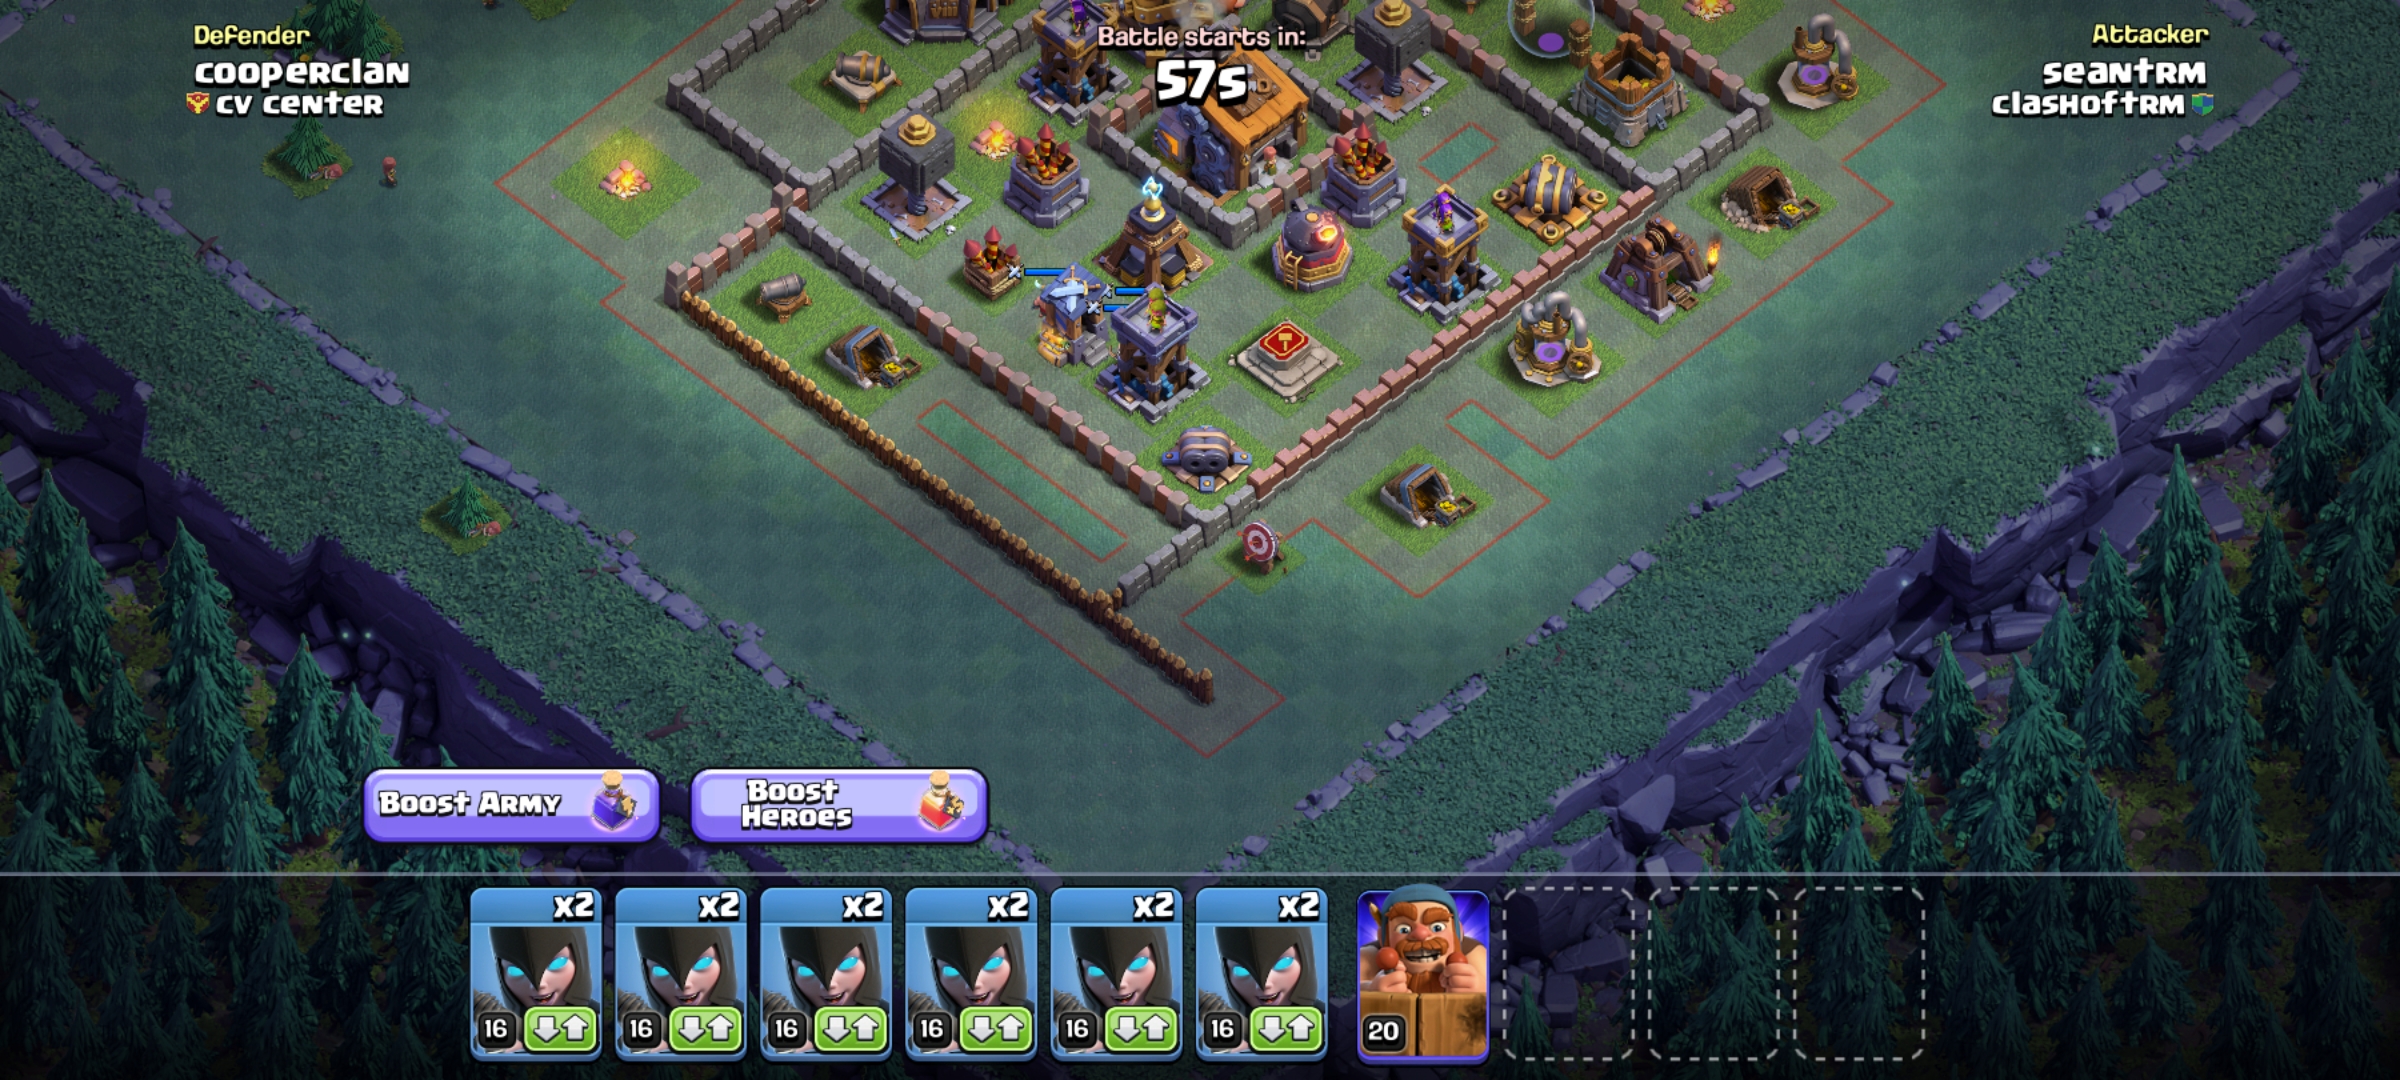 Defender
cooperclan
cv center
Battle starts in:
57s
Attacker
seantrm
clashoftrm
Boost Army
Boost Heroes
x2
x2
x2
x2
x2
x2
16
16
16
16
16
16
20